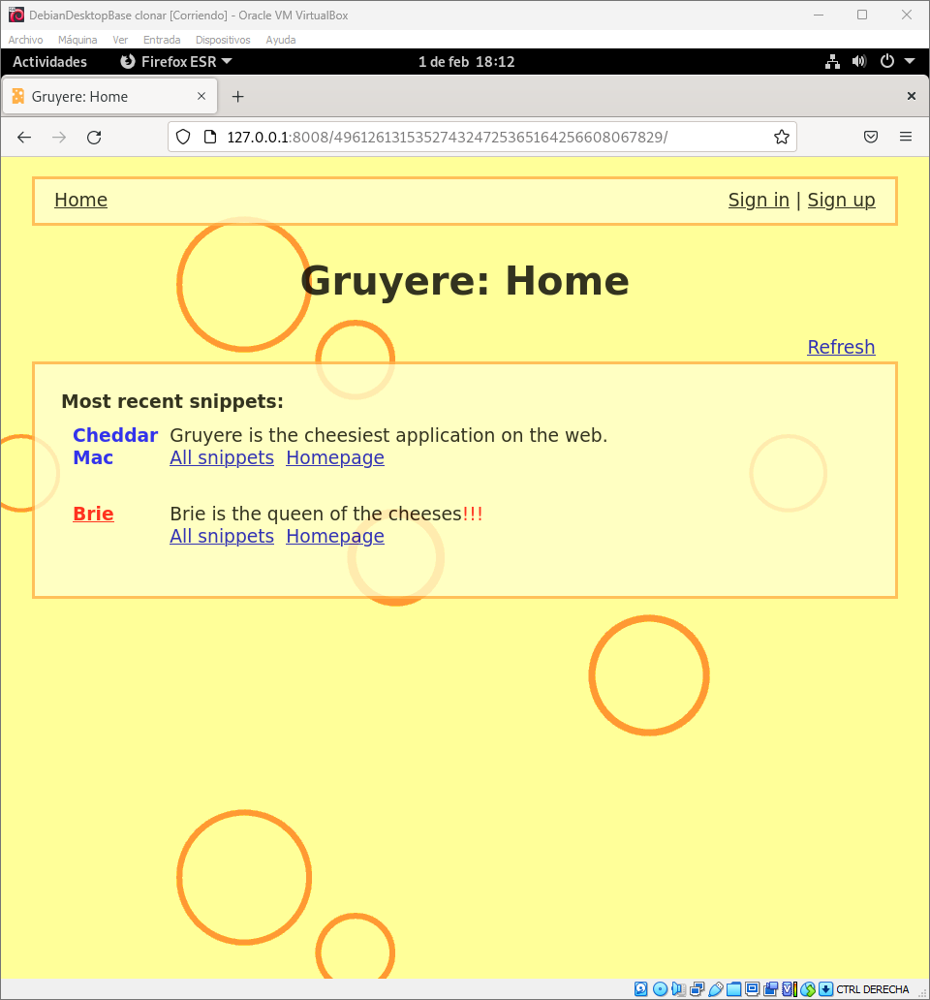 DebianDesktopBase clonar [Corriendo] - Oracle VM VirtualBox
Archivo Máquina Ver Entrada Dispositivos Ayuda
Actividades Firefox ESR 1 de feb 18:12
Gruyere: Home
127.0.0.1:8008/496126131535274324725365164256608067829/
Home Sign in | Sign up
Gruyere: Home
Refresh
Most recent snippets:
Cheddar Gruyere is the cheesiest application on the web.
Mac All snippets Homepage
Brie Brie is the queen of the cheeses!!!
All snippets Homepage
CTRL DERECHA